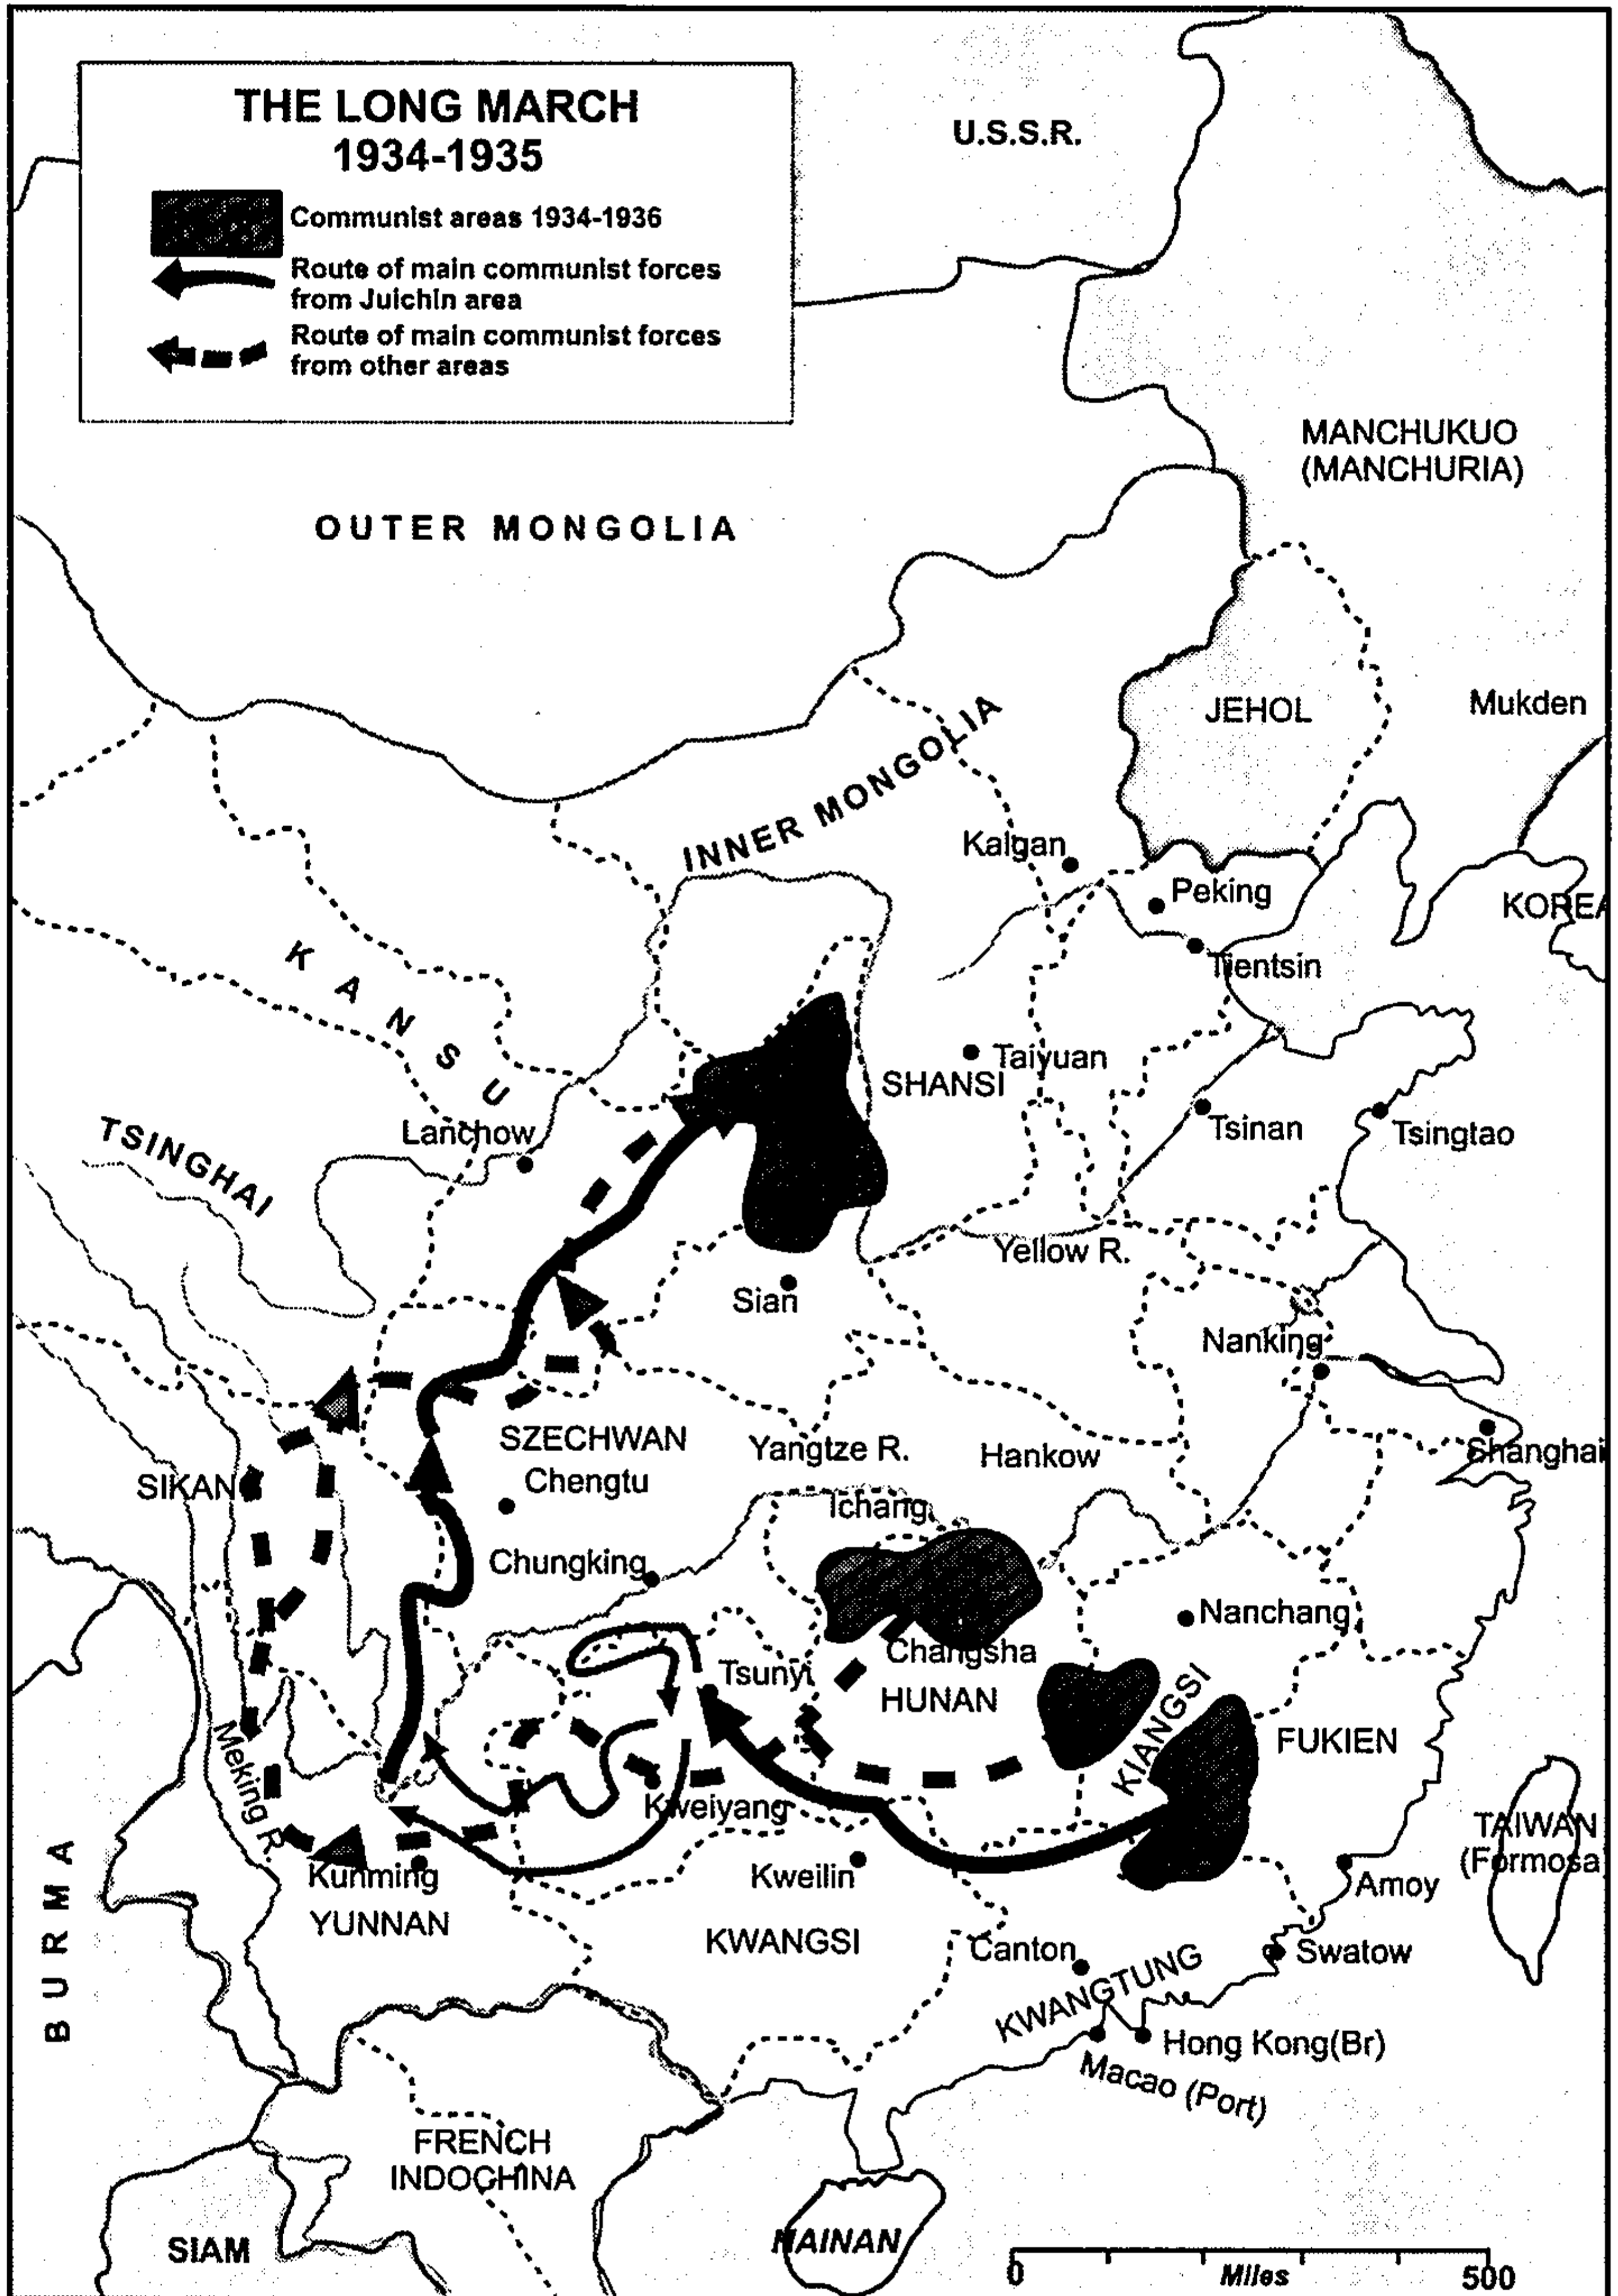 THE LONG MARCH
1934-1935
Communist areas 1934-1936
Route of main communist forces
from Juichin area
Route of main communist forces
from other areas
U.S.S.R.
MANCHUKUO
(MANCHURIA)
OUTER MONGOLIA
JEHOL
Mukden
INNER MONGOLIA
Kalgan
Peking
KOREA
Tientsin
KANSU
Taiyuan
SHANSI
Lanchow
Tsinan
Tsingtao
TSINGHAI
Yellow R.
Sian
Nanking
SZECHWAN
Yangtze R.
Hankow
Shanghai
SIKAN
Chengtu
Ichang
Chungking
Nanchang
Changsha
Tsunyi
HUNAN
KIANGSI
FUKIEN
Meking R.
Kweiyang
TAIWAN
(Formosa
BURMA
Kunming
Kweilin
Amoy
YUNNAN
KWANGSI
Canton
Swatow
KWANGTUNG
Hong Kong(Br)
Macao (Port)
FRENCH
INDOCHINA
SIAM
HAINAN
0 Miles 500